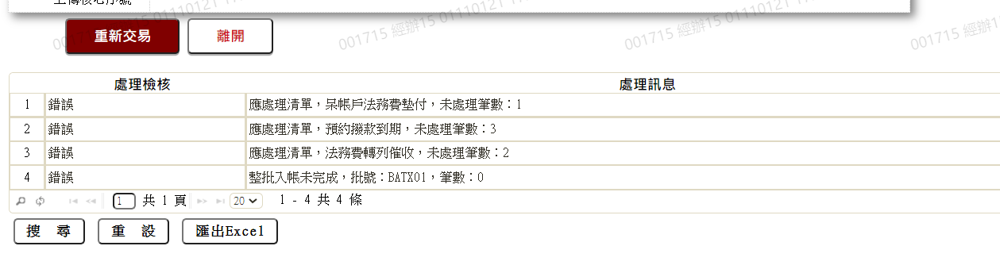 上傳核心序號
重新交易 離開
001715 經辦15 01110121
處理檢核 處理訊息
1 錯誤 應處理清單，呆帳戶法務費墊付，未處理筆數：1
2 錯誤 應處理清單，預約撥款到期，未處理筆數：3
3 錯誤 應處理清單，法務費轉列催收，未處理筆數：2
4 錯誤 整批入帳未完成，批號：BATX01，筆數：0
1 共 1 頁 20 1 - 4 共 4 條
搜 尋 重 設 匯出Excel